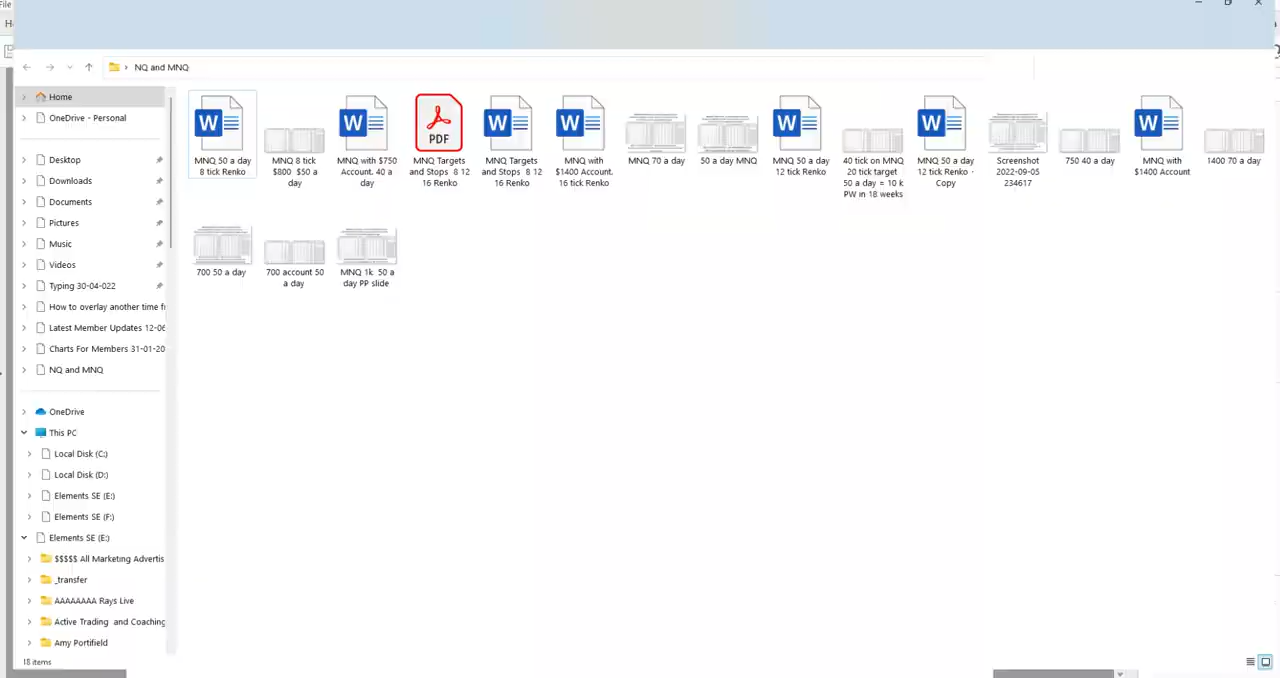 File
H
NQ and MNQ
Home
OneDrive - Personal
Desktop
Downloads
Documents
Pictures
Music
Videos
Typing 30-04-022
How to overlay another time f
Latest Member Updates 12-06
Charts For Members 31-01-20
NQ and MNQ
OneDrive
This PC
Local Disk (C:)
Local Disk (D:)
Elements SE (E:)
Elements SE (F:)
Elements SE (E:)
$$$$$ All Marketing Advertis
_transfer
AAAAAAAA Rays Live
Active Trading and Coaching
Amy Portifield
18 items
MNQ 50 a day
8 tick Renko
MNQ 8 tick
$800 $50 a
day
MNQ with $750
Account. 40 a
day
PDF
MNQ Targets
and Stops 8 12
16 Renko
MNQ Targets
and Stops 8 12
16 Renko
MNQ with
$1400 Account.
16 tick Renko
MNQ 70 a day
50 a day MNQ
MNQ 50 a day
12 tick Renko
40 tick on MNQ
20 tick target
50 a day = 10 k
PW in 18 weeks
MNQ 50 a day
12 tick Renko -
Copy
Screenshot
2022-09-05
234617
750 40 a day
MNQ with
$1400 Account
1400 70 a day
700 50 a day
700 account 50
a day
MNQ 1k 50 a
day PP slide